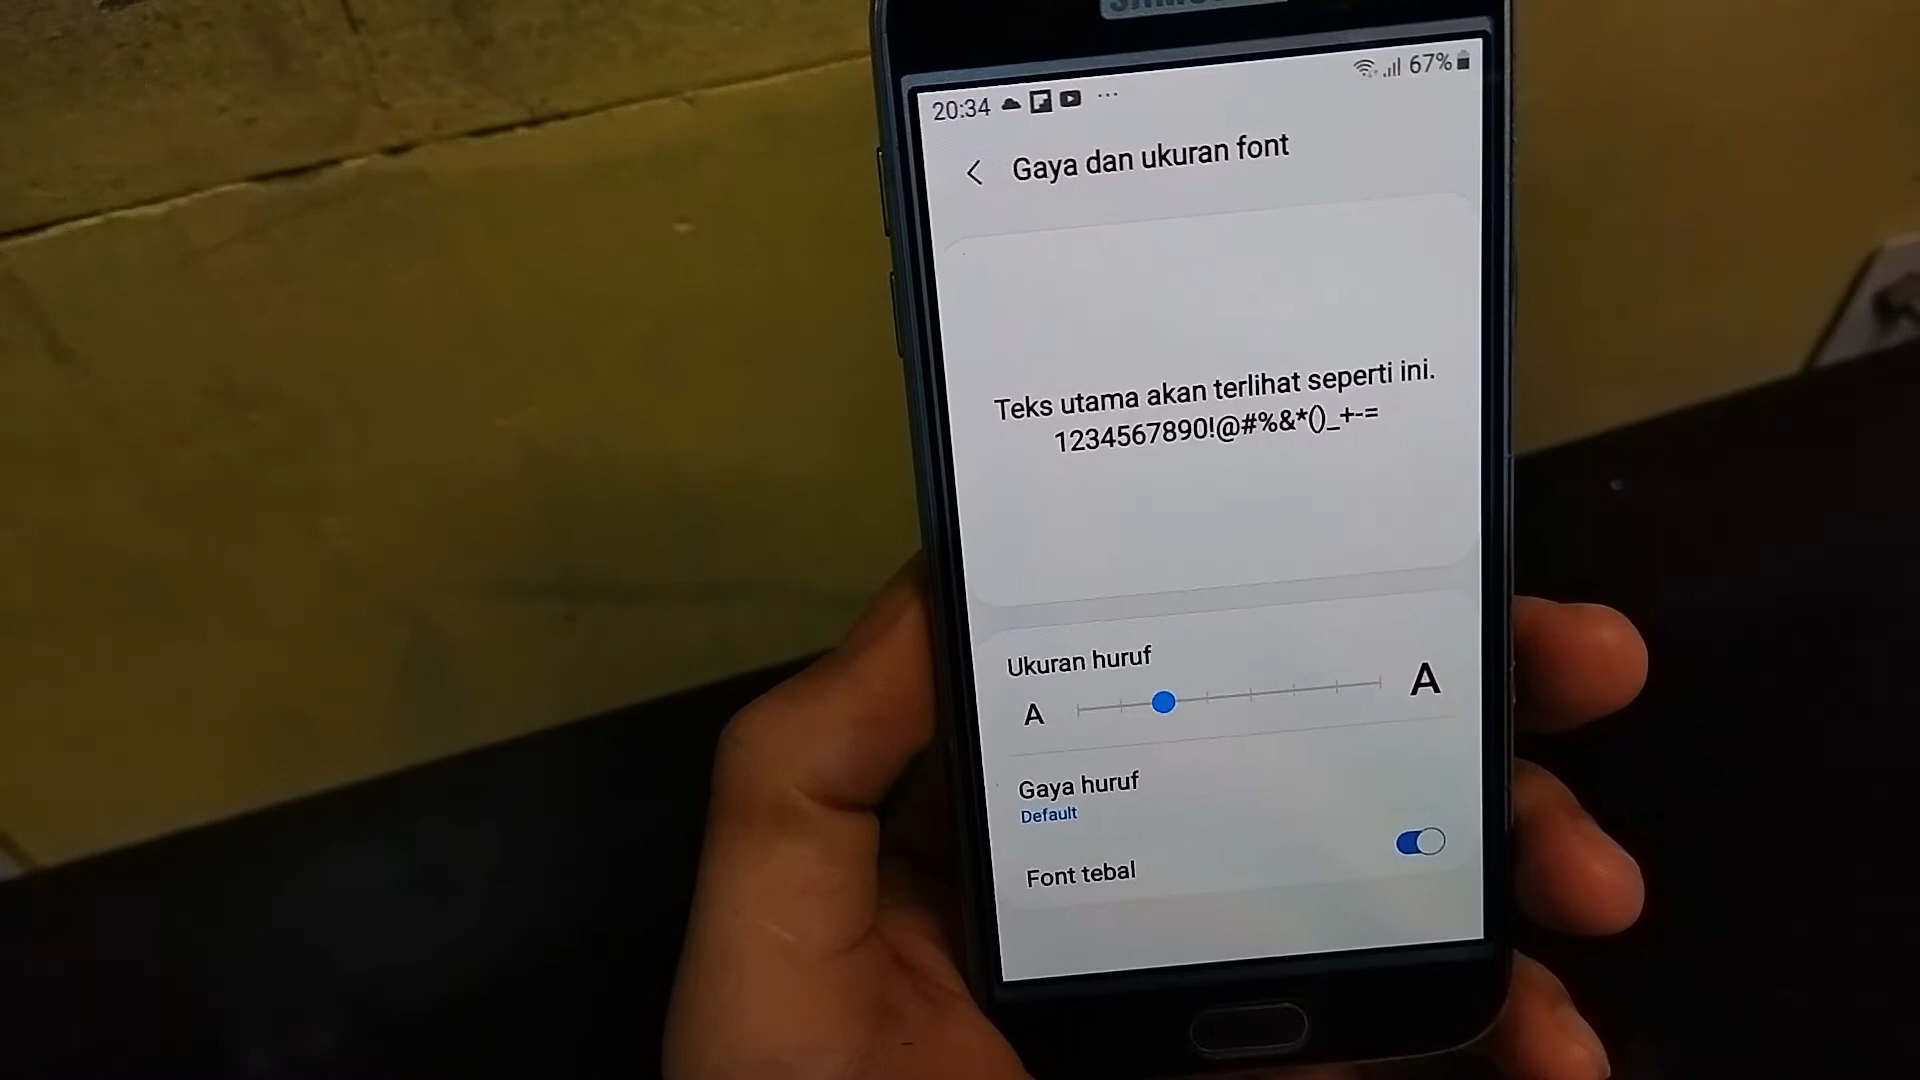 20:34 67%
Gaya dan ukuran font
Teks utama akan terlihat seperti ini.
1234567890!@#%&*()_+-=
Ukuran huruf
A A
Gaya huruf
Default
Font tebal